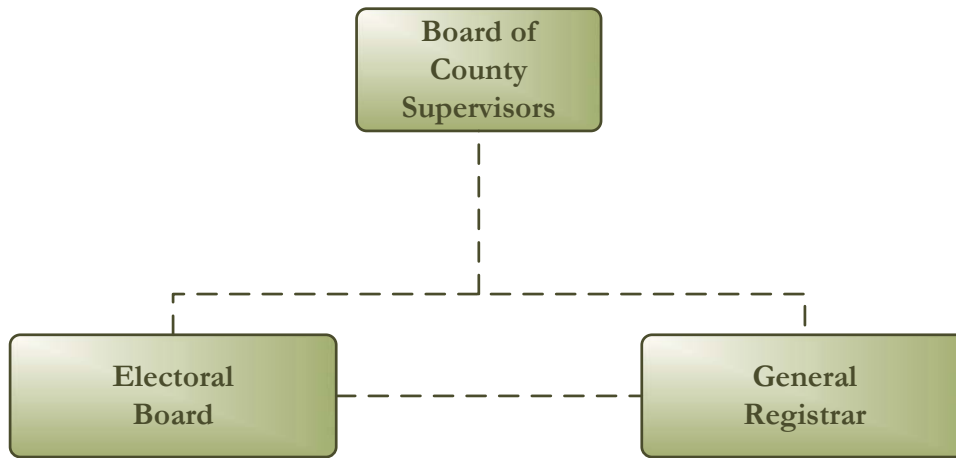 Board of
County
Supervisors
Electoral
Board
General
Registrar